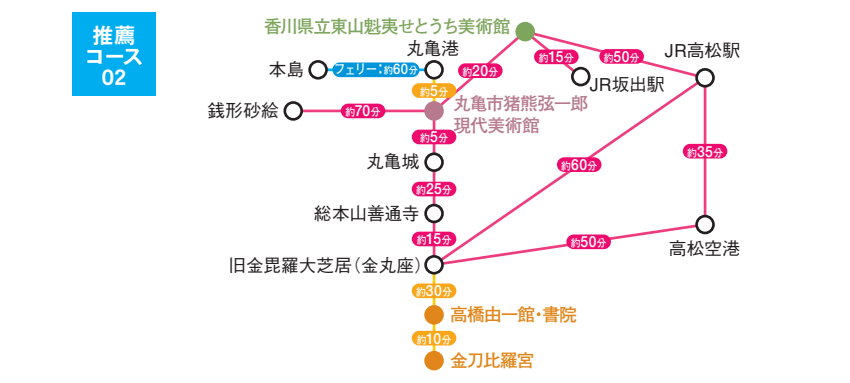 推薦
コース
02
香川県立東山魁夷せとうち美術館
丸亀港
JR高松駅
本島
フェリー：約60分
約20分
約15分
約50分
JR坂出駅
約5分
銭形砂絵
約70分
丸亀市猪熊弦一郎
現代美術館
約5分
丸亀城
約60分
約35分
約25分
総本山善通寺
約15分
約50分
高松空港
旧金毘羅大芝居（金丸座）
約30分
高橋由一館・書院
約10分
金刀比羅宮